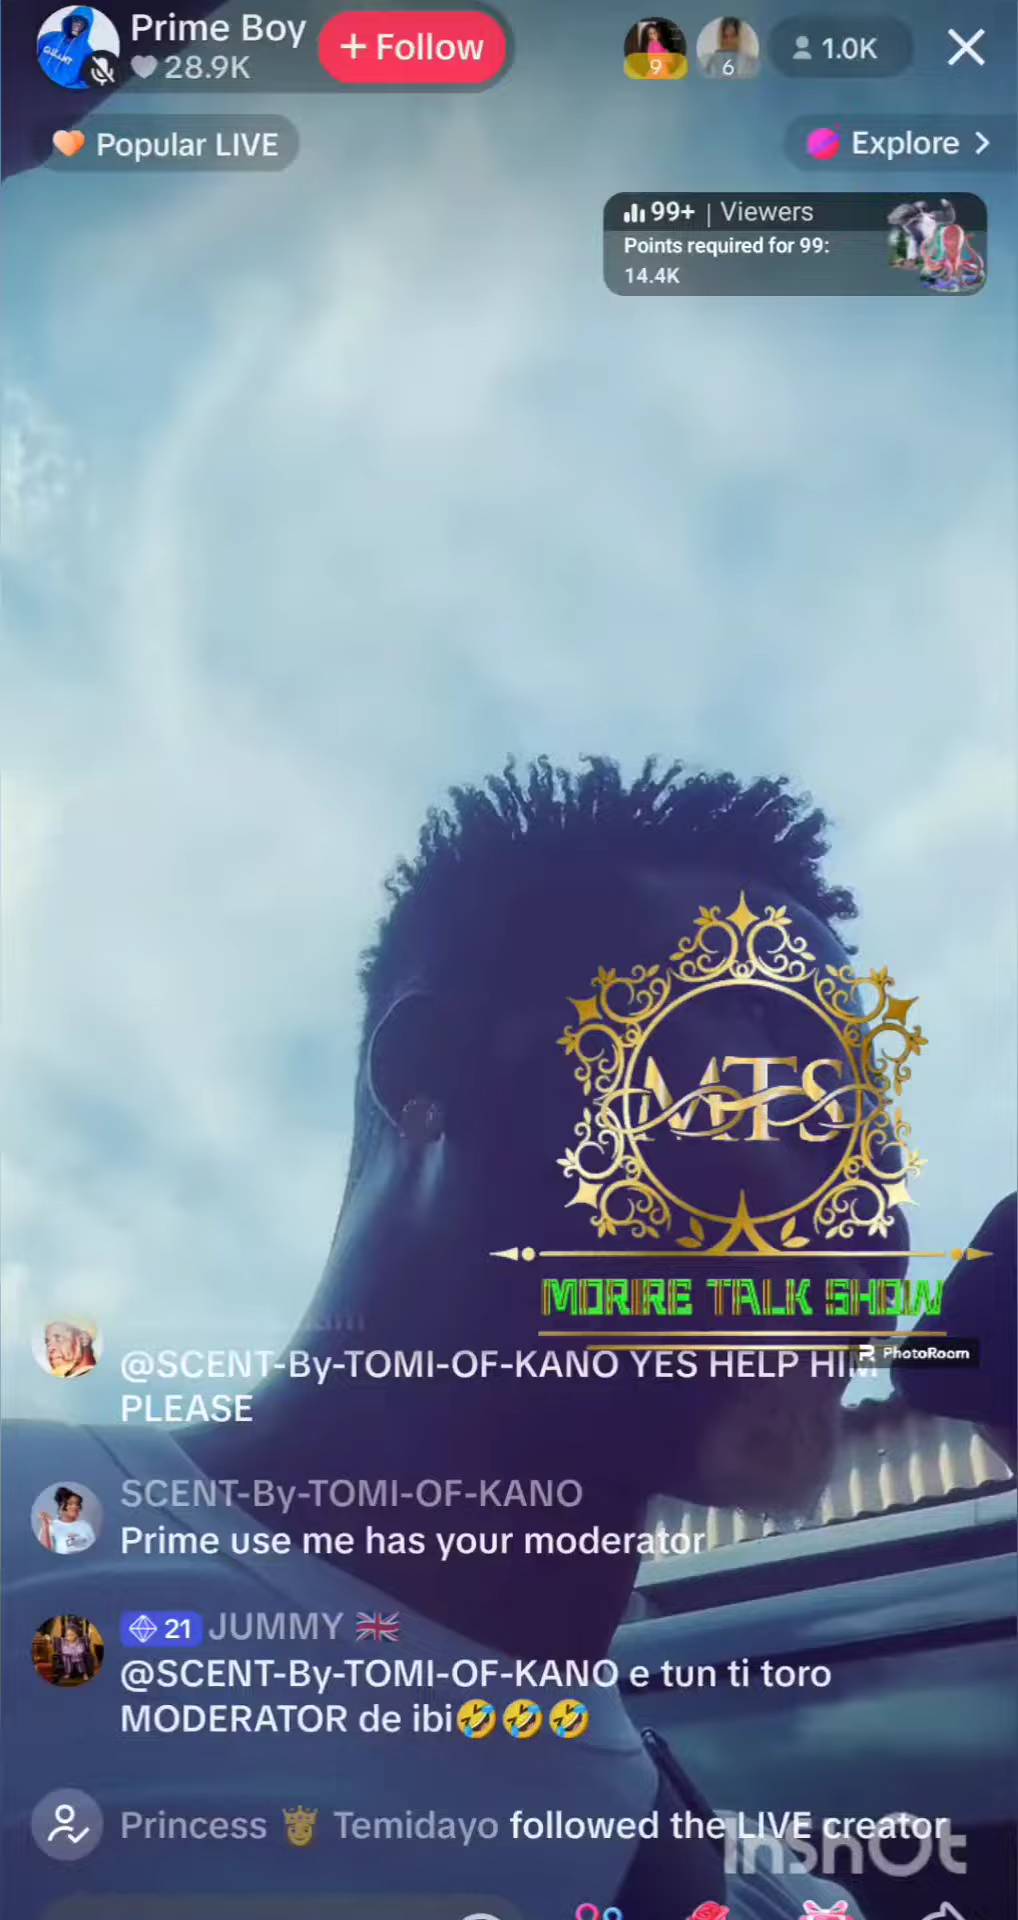 Prime Boy
28.9K
+ Follow
9
6
1.0K
Popular LIVE
Explore >
99+ | Viewers
Points required for 99:
14.4K
MTS
MORIRE TALK SHOW
PhotoRoom
@SCENT-By-TOMI-OF-KANO YES HELP HIM
PLEASE
SCENT-By-TOMI-OF-KANO
Prime use me has your moderator
21 JUMMY 🇬🇧
@SCENT-By-TOMI-OF-KANO e tun ti toro
MODERATOR de ibi🤣🤣🤣
Princess 🤴 Temidayo followed the LIVE creator
InShOt